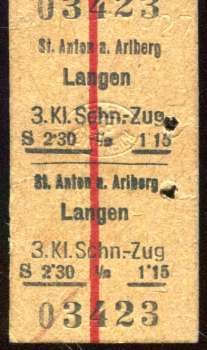 03423
St. Anton a. Arlberg
Langen
3. Kl. Schn.-Zug
S 2·30 ½ 1·15
St. Anton a. Arlberg
Langen
3. Kl. Schn.-Zug
S 2·30 ½ 1·15
03423